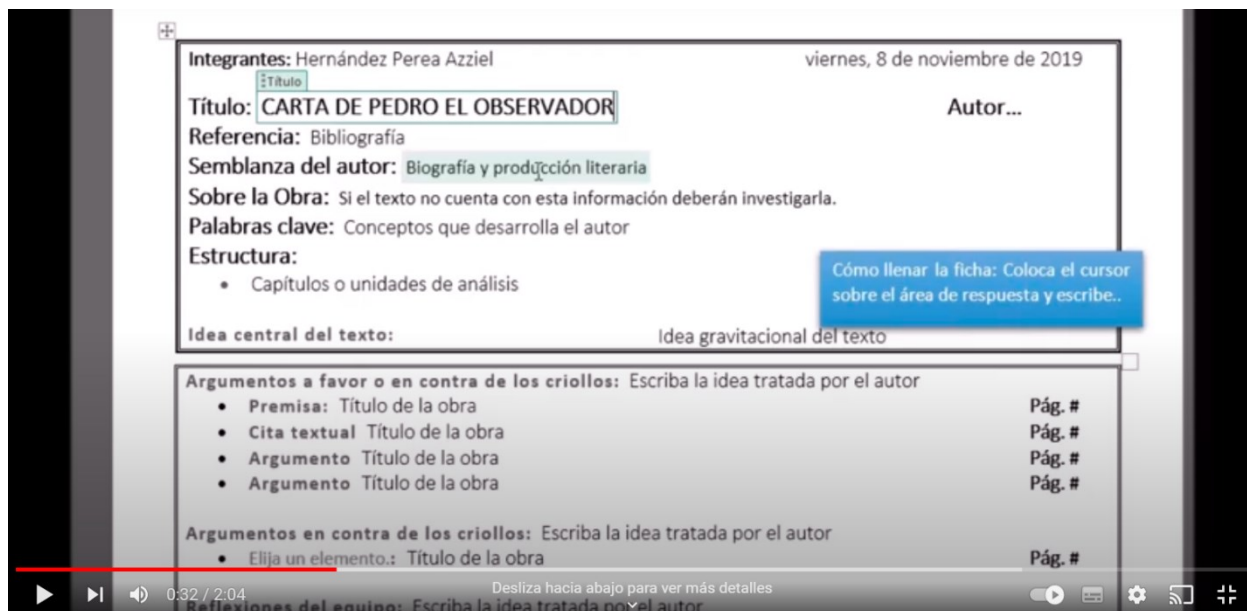 Integrantes: Hernández Perea Azziel viernes, 8 de noviembre de 2019
Título
Título: CARTA DE PEDRO EL OBSERVADOR Autor...
Referencia: Bibliografía
Semblanza del autor: Biografía y producción literaria
Sobre la Obra: Si el texto no cuenta con esta información deberán investigarla.
Palabras clave: Conceptos que desarrolla el autor
Estructura:
• Capítulos o unidades de análisis
Cómo llenar la ficha: Coloca el cursor
sobre el área de respuesta y escribe..
Idea central del texto: Idea gravitacional del texto
Argumentos a favor o en contra de los criollos: Escriba la idea tratada por el autor
• Premisa: Título de la obra Pág. #
• Cita textual Título de la obra Pág. #
• Argumento Título de la obra Pág. #
• Argumento Título de la obra Pág. #
Argumentos en contra de los criollos: Escriba la idea tratada por el autor
• Elija un elemento.: Título de la obra Pág. #
0:32 / 2:04 Desliza hacia abajo para ver más detalles
Reflexiones del equipo: Escriba la idea tratada por el autor